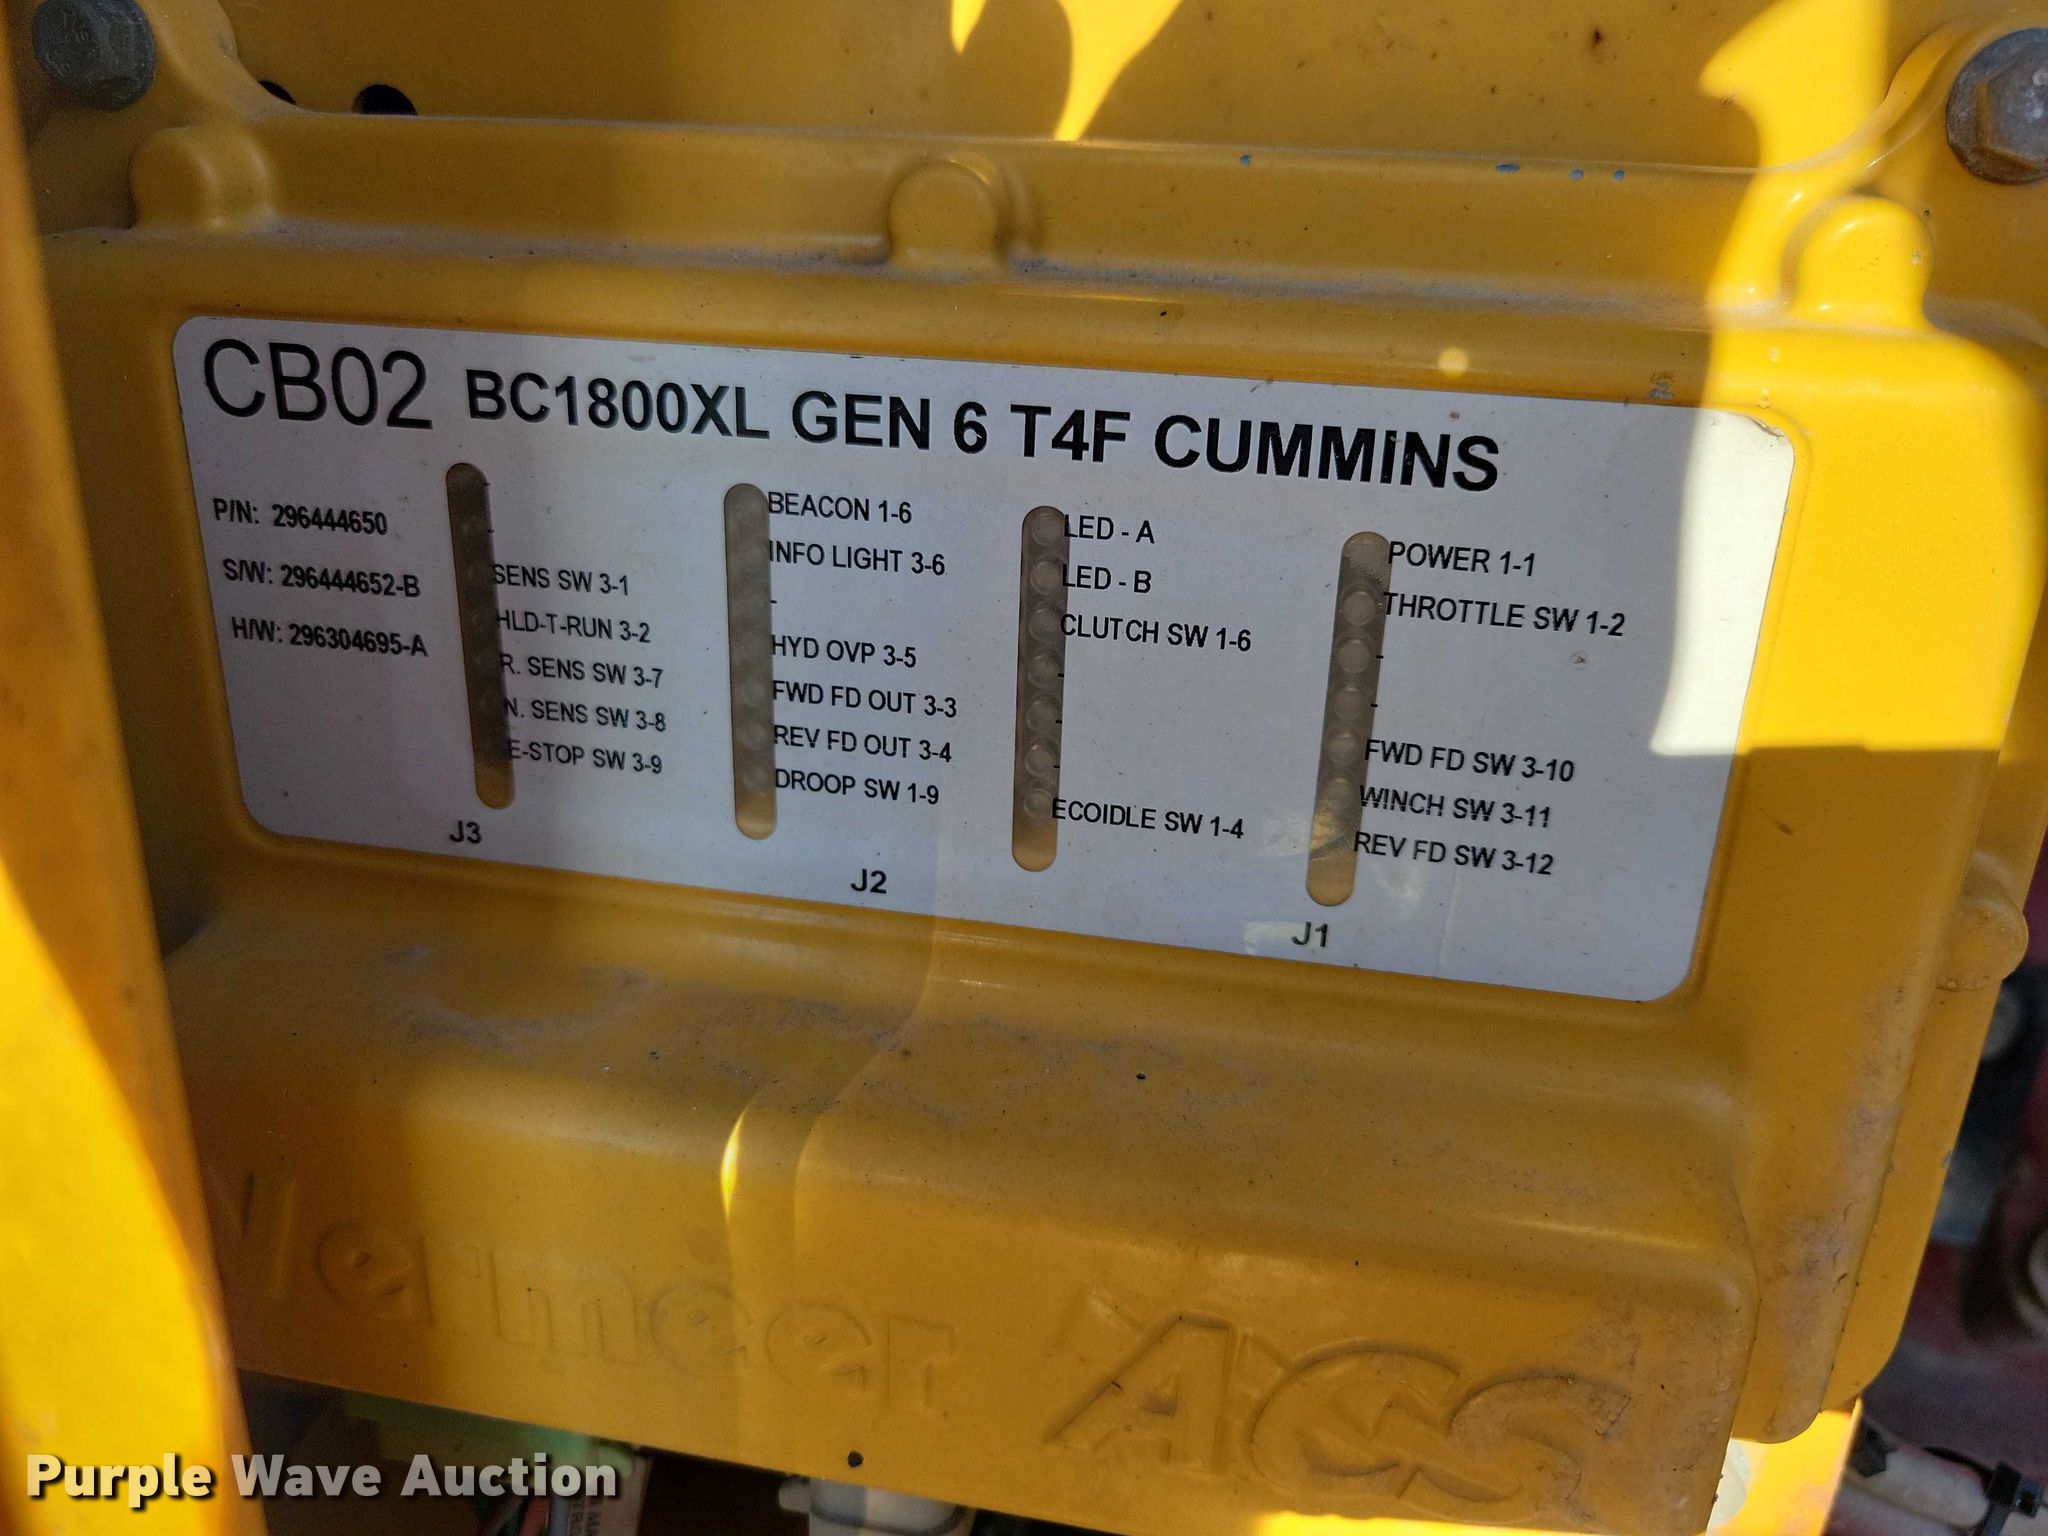 CB02 BC1800XL GEN 6 T4F CUMMINS
P/N: 296444650
S/W: 296444652-B
H/W: 296304695-A
-
-
SENS SW 3-1
HLD-T-RUN 3-2
R. SENS SW 3-7
N. SENS SW 3-8
E-STOP SW 3-9
J3
BEACON 1-6
INFO LIGHT 3-6
-
HYD OVP 3-5
FWD FD OUT 3-3
REV FD OUT 3-4
DROOP SW 1-9
J2
LED - A
LED - B
CLUTCH SW 1-6
-
-
-
ECOIDLE SW 1-4
POWER 1-1
THROTTLE SW 1-2
-
-
FWD FD SW 3-10
WINCH SW 3-11
REV FD SW 3-12
J1
Vermeer ACS
Purple Wave Auction